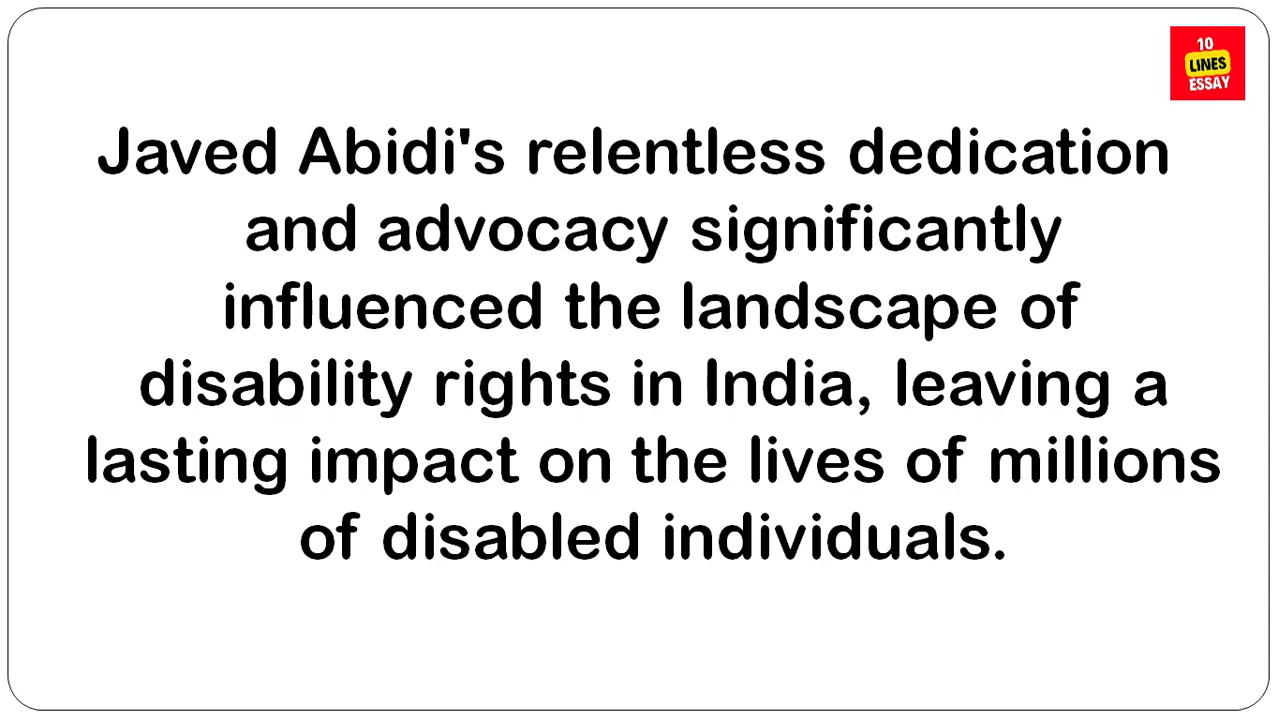 10
LINES
ESSAY
Javed Abidi's relentless dedication
and advocacy significantly
influenced the landscape of
disability rights in India, leaving a
lasting impact on the lives of millions
of disabled individuals.